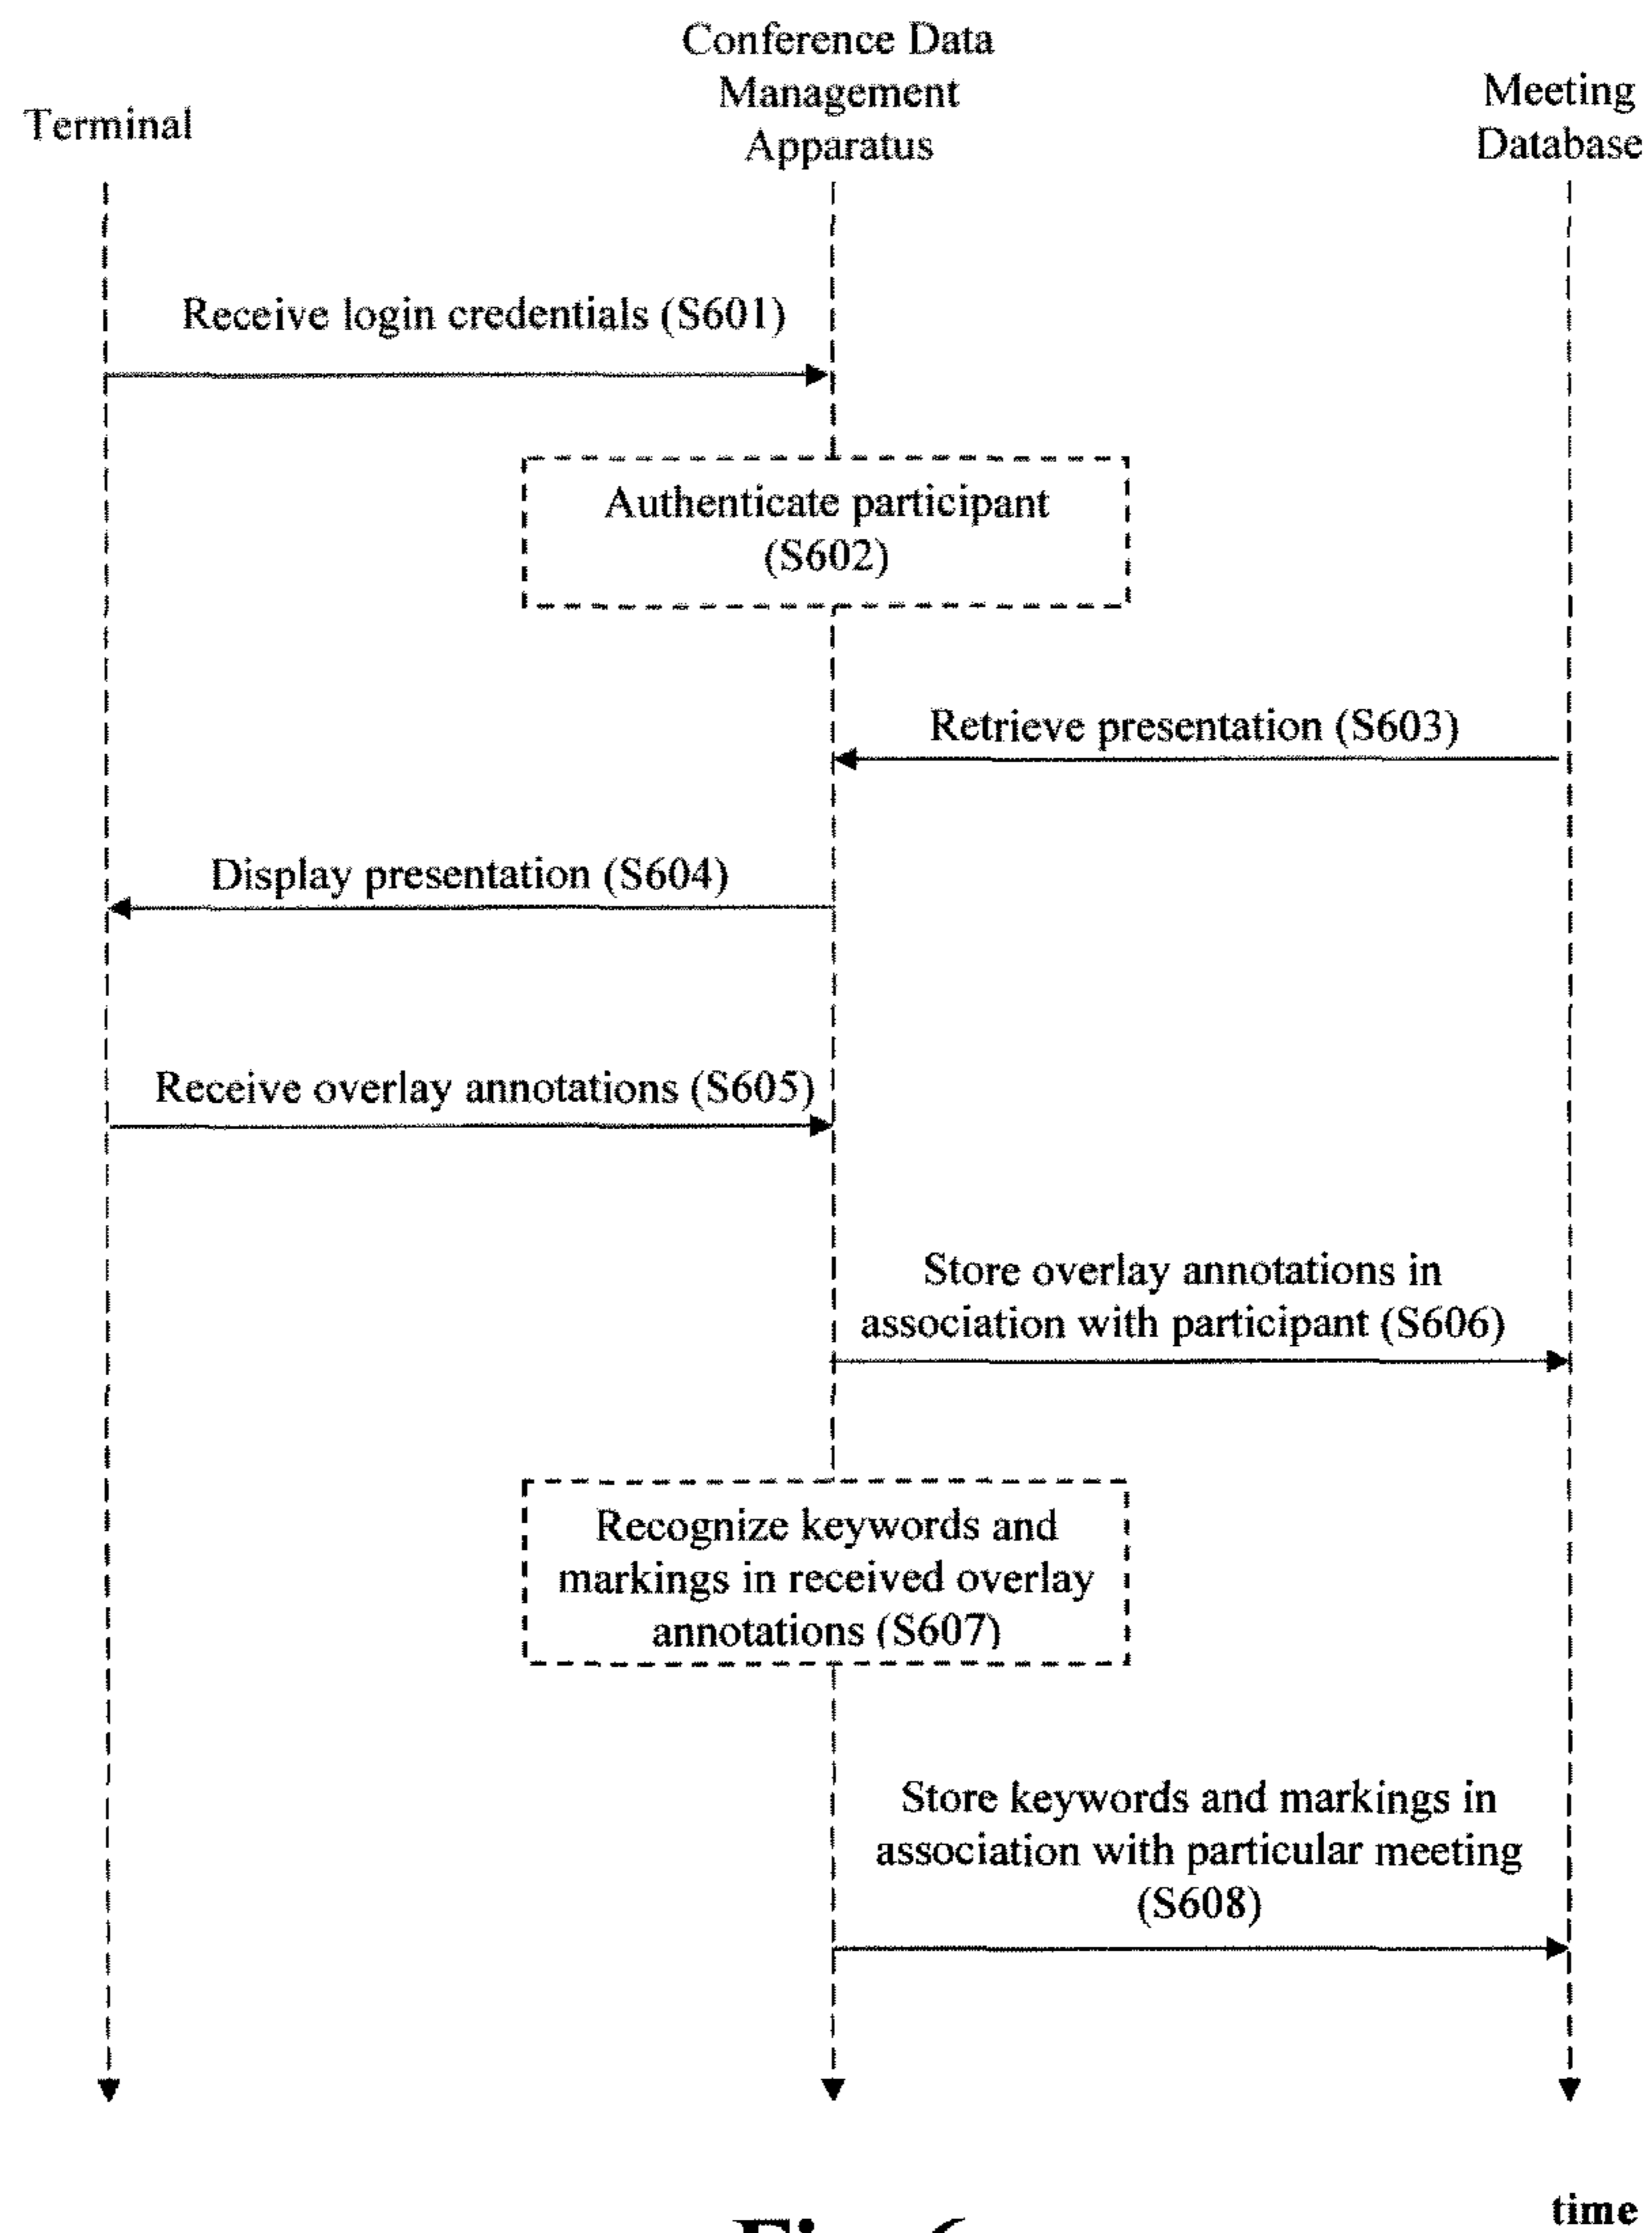 Terminal
Conference Data
Management
Apparatus
Meeting
Database
Receive login credentials (S601)
Authenticate participant
(S602)
Retrieve presentation (S603)
Display presentation (S604)
Receive overlay annotations (S605)
Store overlay annotations in
association with participant (S606)
Recognize keywords and
markings in received overlay
annotations (S607)
Store keywords and markings in
association with particular meeting
(S608)
time